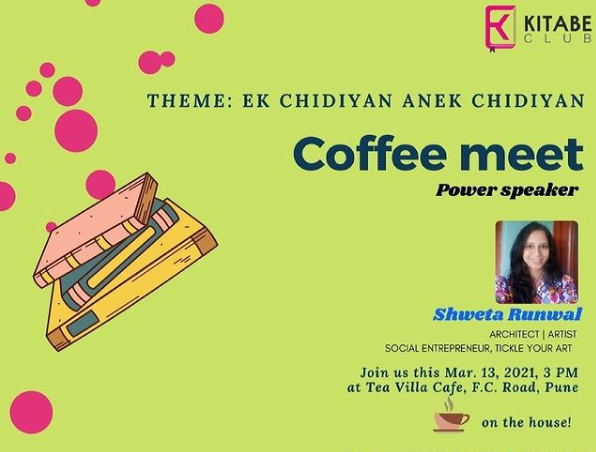 KITABE
CLUB
THEME: EK CHIDIYAN ANEK CHIDIYAN
Coffee meet
Power speaker
Shweta Runwal
ARCHITECT | ARTIST
SOCIAL ENTREPRENEUR, TICKLE YOUR ART
Join us this Mar. 13, 2021, 3 PM
at Tea Villa Cafe, F.C. Road, Pune
on the house!